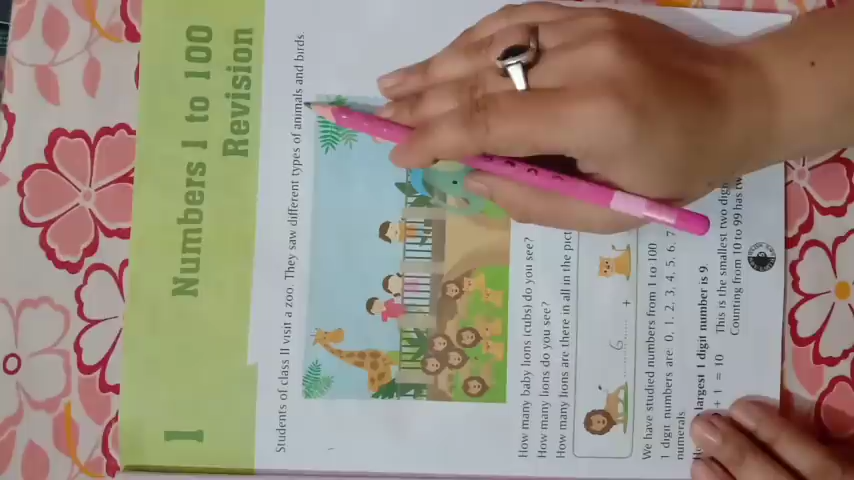 1
Numbers 1 to 100
Revision
Students of class II visit a zoo. They saw different types of animals and birds
How many baby lions (cubs) do you see?
How many lions do you see?
How many lions are there in all in the pict
6 +
We have studied numbers from 1 to 100
1 digit numbers are 0, 1, 2, 3, 4, 5, 6, 7
numerals.
largest 1 digit number is 9.
+ 1 = 10 This is the smallest two digit
Counting from 10 to 99 has tw